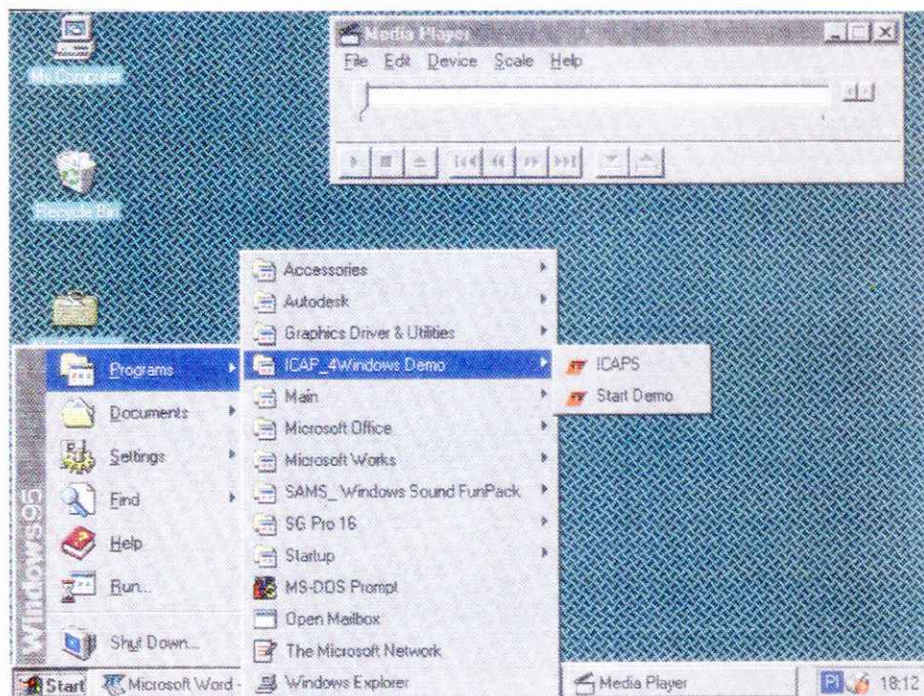 My Computer
Media Player
File Edit Device Scale Help
Recycle Bin
Programs
Documents
Settings
Find
Help
Run...
Shut Down...
Windows95
Accessories
Autodesk
Graphics Driver & Utilities
ICAP_4Windows Demo
Main
Microsoft Office
Microsoft Works
SAMS_ Windows Sound FunPack
SG Pro 16
Startup
MS-DOS Prompt
Open Mailbox
The Microsoft Network
Windows Explorer
ICAPS
Start Demo
Start
Microsoft Word -
Media Player
Pl
18:12